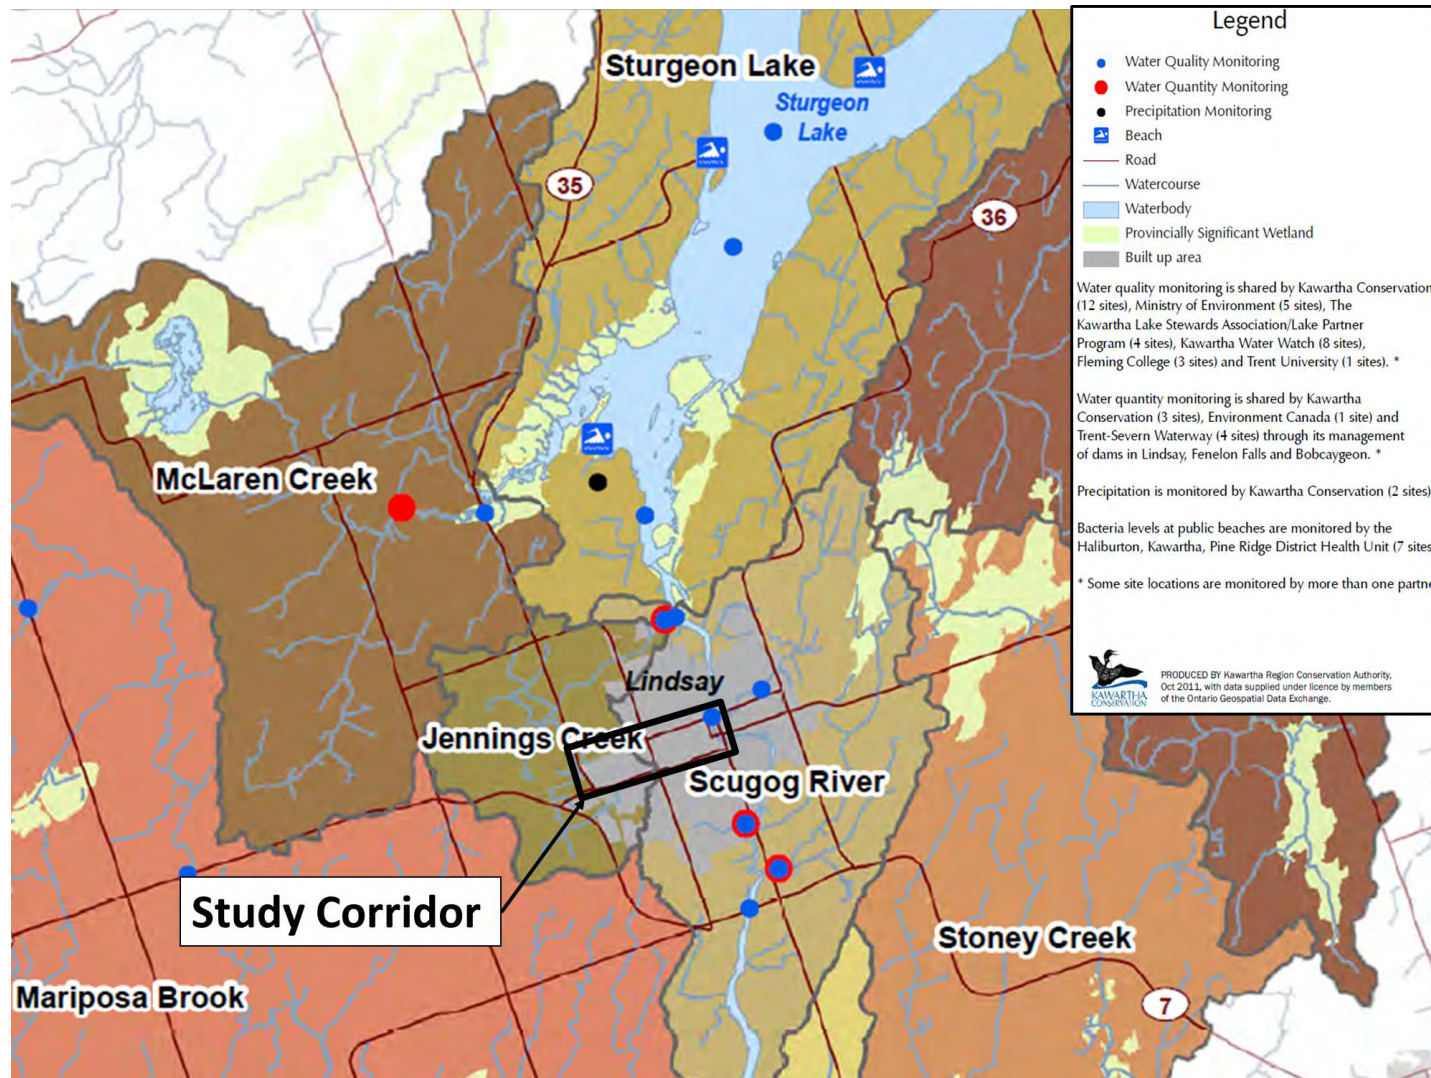 Legend
Water Quality Monitoring
Water Quantity Monitoring
Precipitation Monitoring
Beach
Road
Watercourse
Waterbody
Provincially Significant Wetland
Built up area
Water quality monitoring is shared by Kawartha Conservation
(12 sites), Ministry of Environment (5 sites), The
Kawartha Lake Stewards Association/Lake Partner
Program (4 sites), Kawartha Water Watch (8 sites),
Fleming College (3 sites) and Trent University (1 sites). *
Water quantity monitoring is shared by Kawartha
Conservation (3 sites), Environment Canada (1 site) and
Trent-Severn Waterway (4 sites) through its management
of dams in Lindsay, Fenelon Falls and Bobcaygeon. *
Precipitation is monitored by Kawartha Conservation (2 sites)
Bacteria levels at public beaches are monitored by the
Haliburton, Kawartha, Pine Ridge District Health Unit (7 sites
* Some site locations are monitored by more than one partne
KAWARTHA
CONSERVATION
PRODUCED BY Kawartha Region Conservation Authority,
Oct 2011, with data supplied under licence by members
of the Ontario Geospatial Data Exchange.
Sturgeon Lake
Sturgeon
Lake
35
36
McLaren Creek
Lindsay
Jennings Creek
Scugog River
Study Corridor
Stoney Creek
Mariposa Brook
7